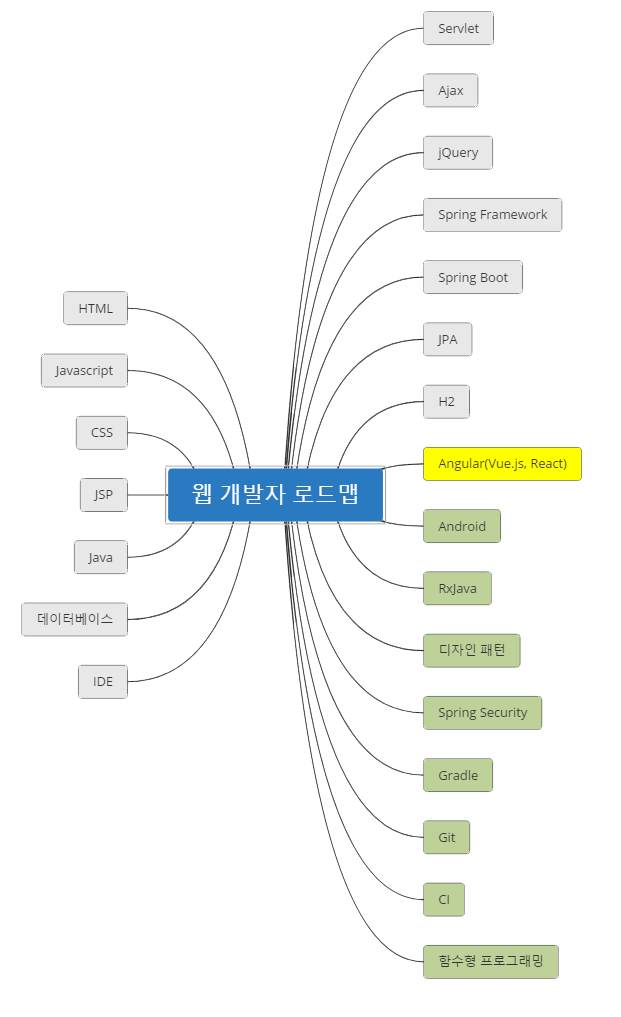 Servlet
Ajax
jQuery
Spring Framework
Spring Boot
JPA
H2
Angular(Vue.js, React)
Android
RxJava
디자인 패턴
Spring Security
Gradle
Git
CI
함수형 프로그래밍
웹 개발자 로드맵
HTML
Javascript
CSS
JSP
Java
데이터베이스
IDE